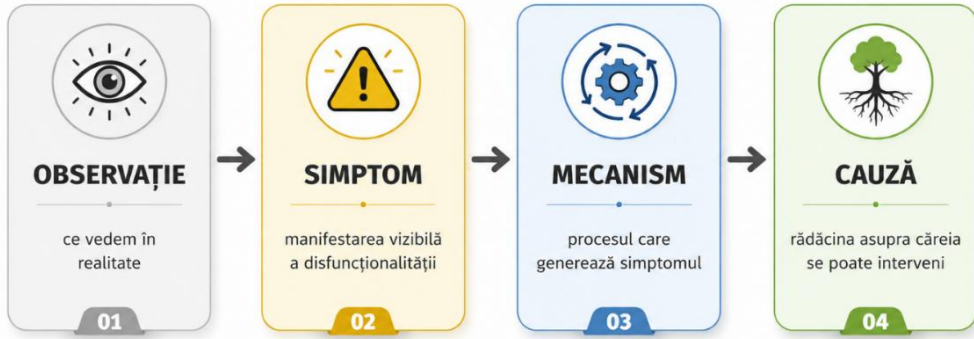 OBSERVAȚIE
ce vedem în
realitate
01
SIMPTOM
manifestarea vizibilă
a disfuncționalității
02
MECANISM
procesul care
generează simptomul
03
CAUZĂ
rădăcina asupra căreia
se poate interveni
04